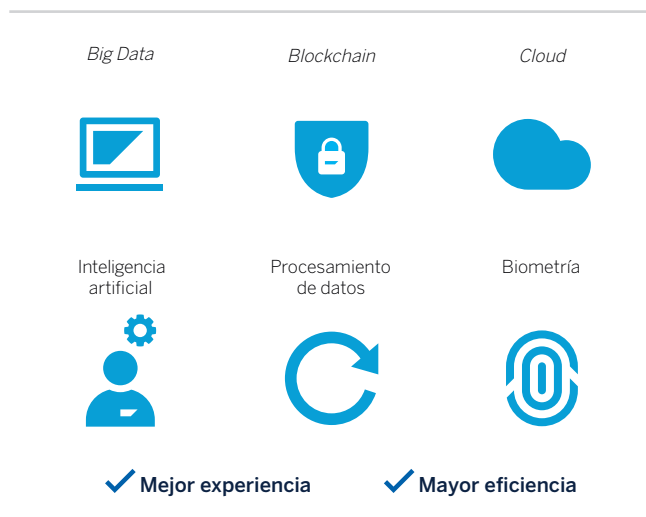 Big Data
Blockchain
Cloud
Inteligencia
artificial
Procesamiento
de datos
Biometría
Mejor experiencia
Mayor eficiencia